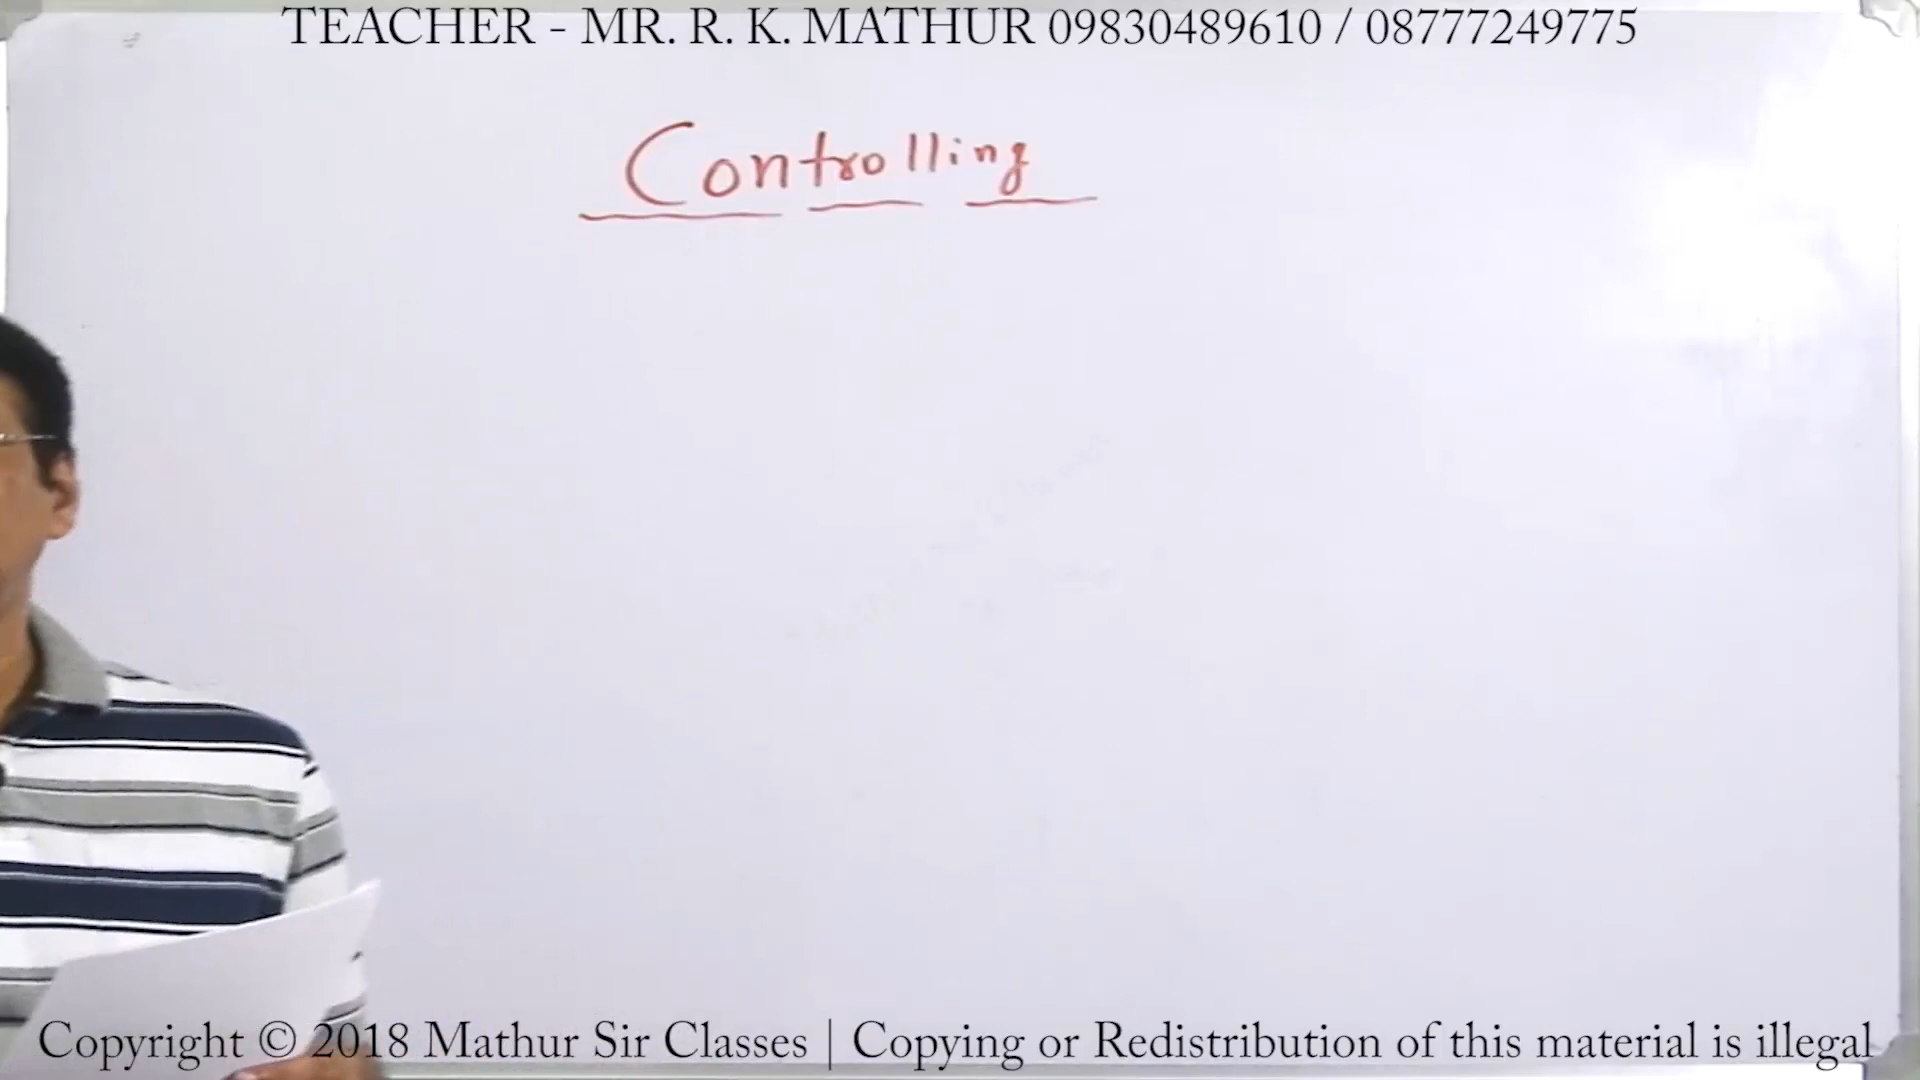 TEACHER - MR. R. K. MATHUR 09830489610 / 08777249775
Controlling
Copyright © 2018 Mathur Sir Classes | Copying or Redistribution of this material is illegal